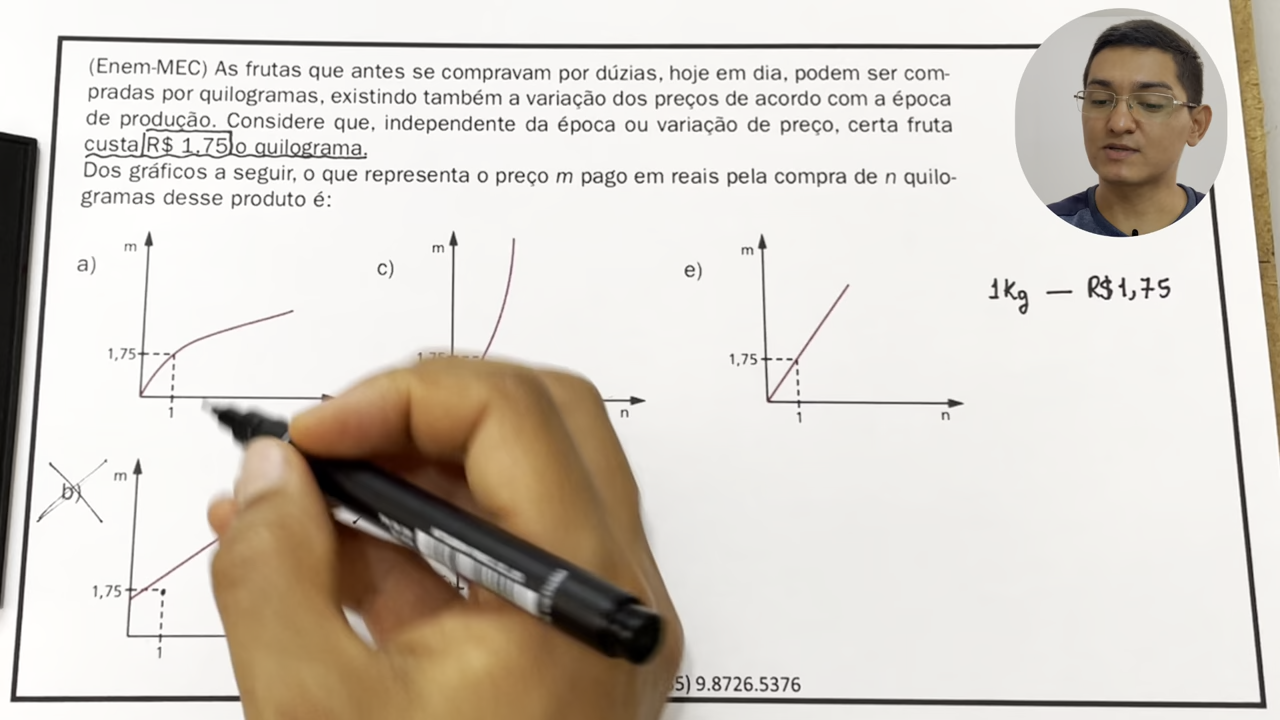 (Enem-MEC) As frutas que antes se compravam por dúzias, hoje em dia, podem ser com-
pradas por quilogramas, existindo também a variação dos preços de acordo com a época
de produção. Considere que, independente da época ou variação de preço, certa fruta
custa R$ 1,75 o quilograma.
Dos gráficos a seguir, o que representa o preço m pago em reais pela compra de n quilo-
gramas desse produto é:
a)
m
1,75
1
c)
m
1,75
n
e)
m
1,75
1
n
1Kg — R$1,75
b)
m
1,75
1
5) 9.8726.5376